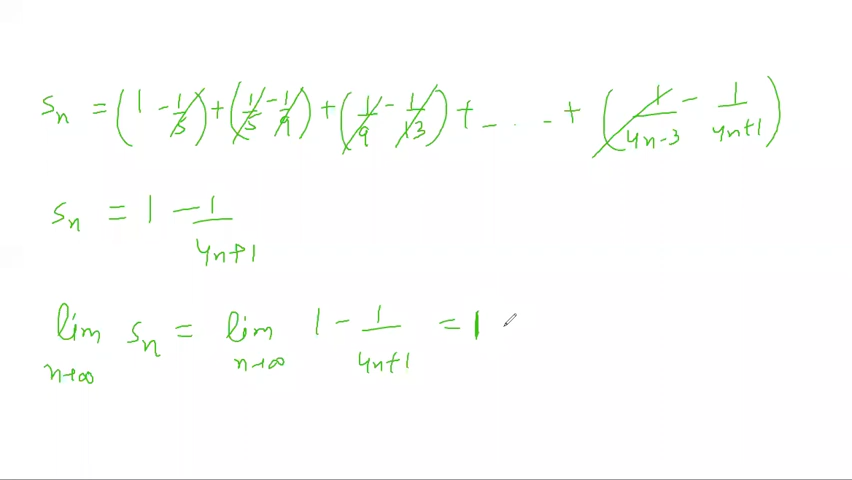 Sn = (1 - 1/5) + (1/5 - 1/9) + (1/9 - 1/13) + - . . - + (1/4n-3 - 1/4n+1)
Sn = 1 - 1/4n+1
lim n→∞ Sn = lim n→∞ 1 - 1/4n+1 = 1